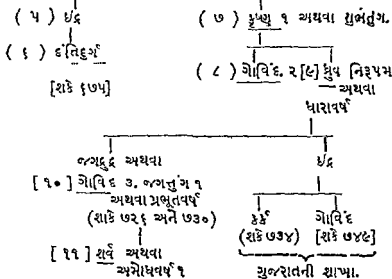 ( ૫ ) ઇંદ્ર
( ૭ ) કૃષ્ણ ૧ અથવા શુભતુંગ.
( ૬ ) દંતિદુર્ગ
[શકે ૬૭૫]
( ૮ ) ગોવિંદ. ૨ [૯] ધ્રુવ નિરૂપમ
અથવા
ધારાવર્ષ
જગદ્રુદ્ર અથવા
ઇંદ્ર
[ ૧૦ ] ગોવિંદ ૩. જગત્તુંગ ૧
અથવા પ્રભૂતવર્ષ
(શાકે ૭૨૬ અને ૭૩૦)
કર્ક
ગોવિંદ
(શકે ૭૩૪)
[શકે ૭૪૯]
[ ૧૧ ] શર્વ અથવા
અમોઘવર્ષ ૧
ગુજરાતની શાખા.